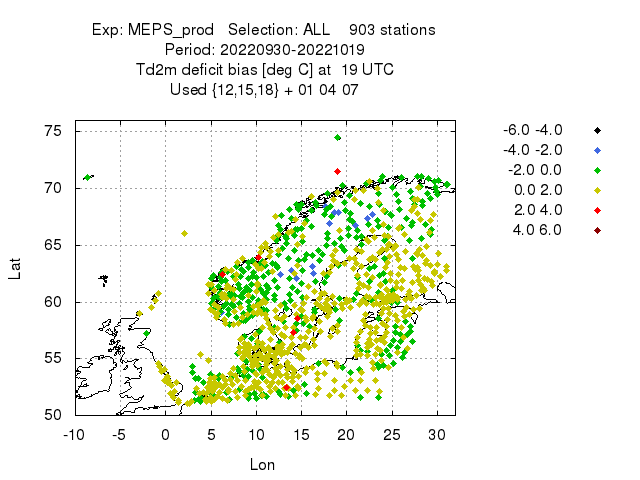 Exp: MEPS_prod   Selection: ALL    903 stations
Period: 20220930-20221019
Td2m deficit bias [deg C] at  19 UTC
Used {12,15,18} + 01 04 07
-6.0 -4.0
-4.0 -2.0
-2.0 0.0
0.0 2.0
2.0 4.0
4.0 6.0
75
70
65
60
55
50
Lat
-10 -5 0 5 10 15 20 25 30
Lon